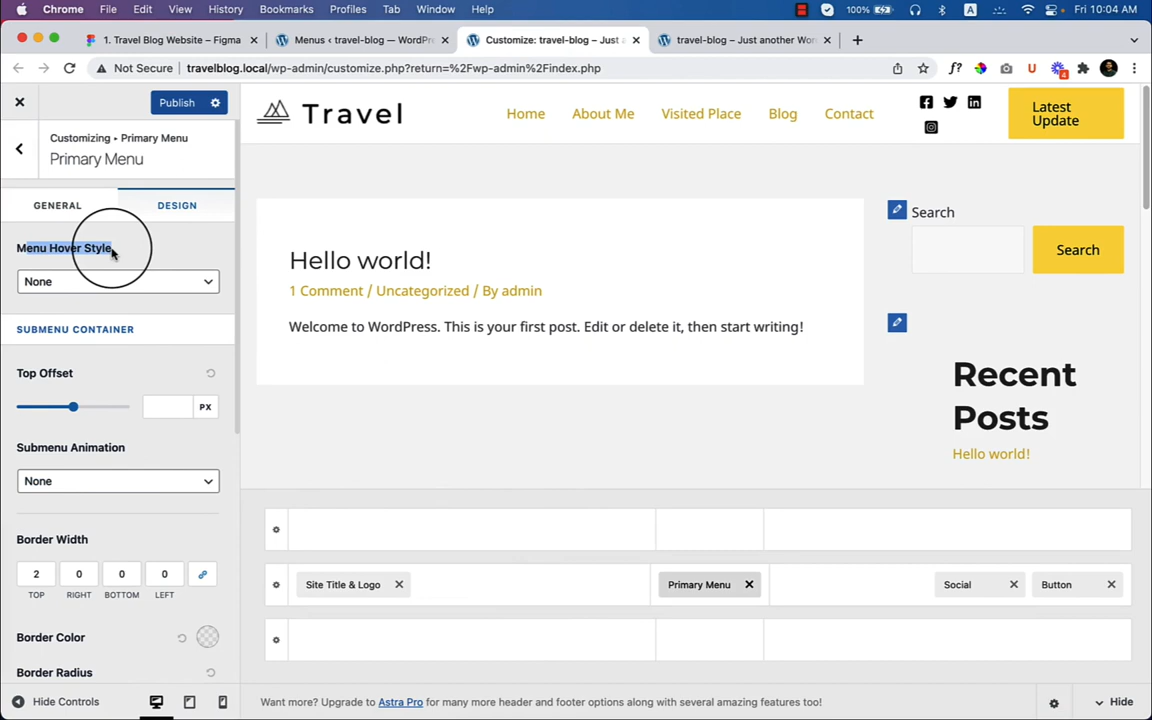 Chrome File Edit View History Bookmarks Profiles Tab Window Help 100% A Fri 10:04 AM
1. Travel Blog Website – Figma
Menus ‹ travel-blog — WordPr
Customize: travel-blog – Just a
travel-blog – Just another Wor
Not Secure travelblog.local/wp-admin/customize.php?return=%2Fwp-admin%2Findex.php f? U 4
Publish
Customizing • Primary Menu
Primary Menu
GENERAL DESIGN
Menu Hover Style
None
SUBMENU CONTAINER
Top Offset
PX
Submenu Animation
None
Border Width
2 0 0 0
TOP RIGHT BOTTOM LEFT
Border Color
Border Radius
Hide Controls
Travel
Home About Me Visited Place Blog Contact
Latest
Update
Hello world!
1 Comment / Uncategorized / By admin
Welcome to WordPress. This is your first post. Edit or delete it, then start writing!
Search
Search
Recent
Posts
Hello world!
Site Title & Logo Primary Menu Social Button
Want more? Upgrade to Astra Pro for many more header and footer options along with several amazing features too!
Hide